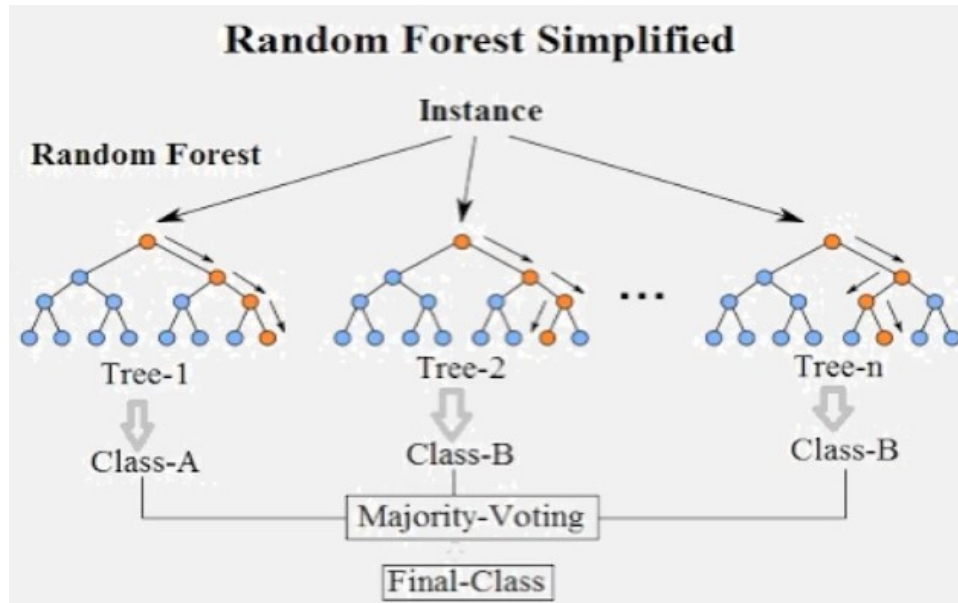 Random Forest Simplified
Instance
Random Forest
...
Tree-1
Tree-2
Tree-n
Class-A
Class-B
Class-B
Majority-Voting
Final-Class